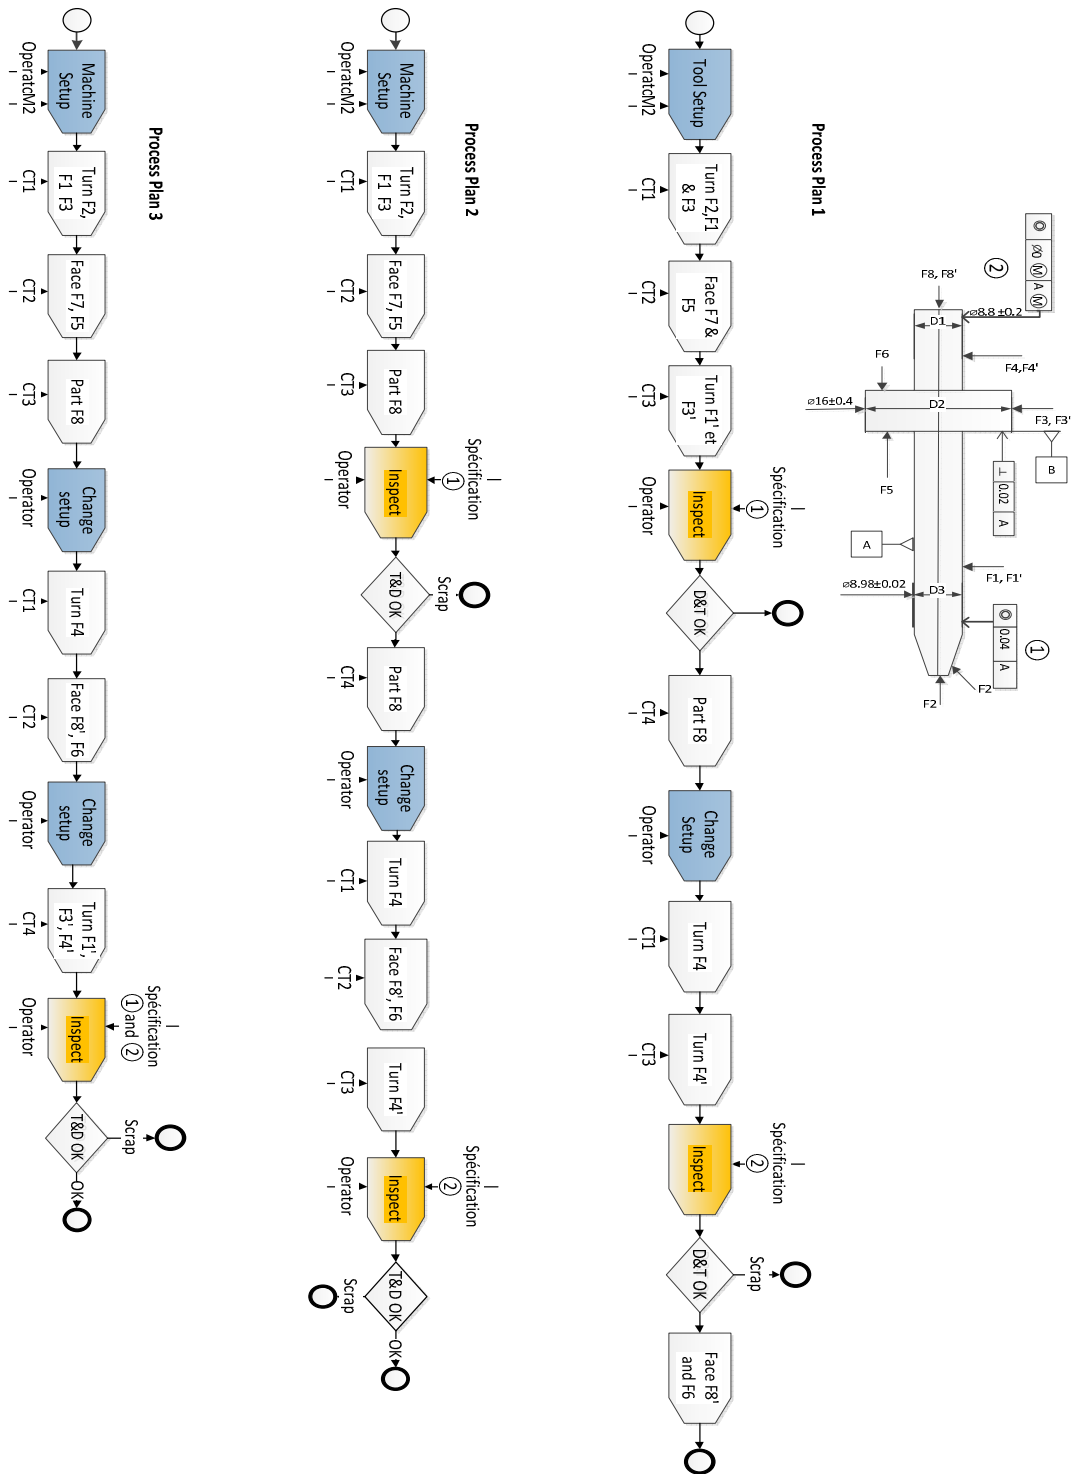 ②
◎ Ø0 Ⓜ A Ⓜ
F8, F8'
⌀8.8 ±0.2
D1
F4,F4'
F6
⌀16±0.4
D2
F3, F3'
B
F5
⊥ 0.02 A
A
F1, F1'
⌀8.98±0.02
D3
◎ 0.04 A
①
F2
F2
Process Plan 1
Tool Setup
OperatcM2
Turn F2,F1
& F3
CT1
Face F7 &
F5
CT2
Turn F1' et
F3'
CT3
Inspect
Operator
Spécification
①
D&T OK
Part F8
CT4
Change
Setup
Operator
Turn F4
CT1
Turn F4'
CT3
Inspect
Spécification
②
D&T OK
Scrap
Face F8'
and F6
Process Plan 2
Machine
Setup
OperatcM2
Turn F2,
F1 F3
CT1
Face F7, F5
CT2
Part F8
CT3
Inspect
Operator
Spécification
①
T&D OK
Scrap
Part F8
CT4
Change
setup
Operator
Turn F4
CT1
Face F8', F6
CT2
Turn F4'
CT3
Inspect
Operator
Spécification
②
T&D OK
Scrap
OK
Process Plan 3
Machine
Setup
OperatcM2
Turn F2,
F1 F3
CT1
Face F7, F5
CT2
Part F8
CT3
Change
setup
Operator
Turn F4
CT1
Face F8', F6
CT2
Change
setup
Operator
Turn F1',
F3', F4'
CT4
Inspect
Operator
Spécification
①and ②
T&D OK
Scrap
OK